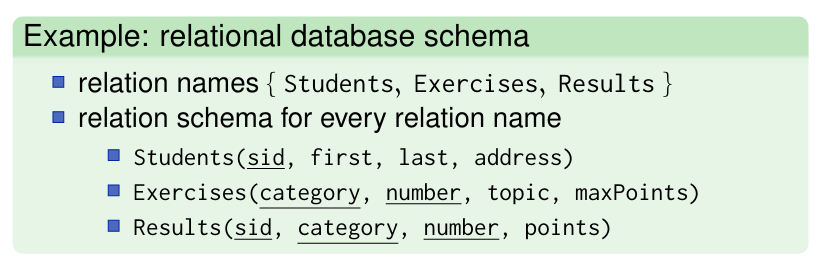 Example: relational database schema
relation names { Students, Exercises, Results }
relation schema for every relation name
Students(sid, first, last, address)
Exercises(category, number, topic, maxPoints)
Results(sid, category, number, points)